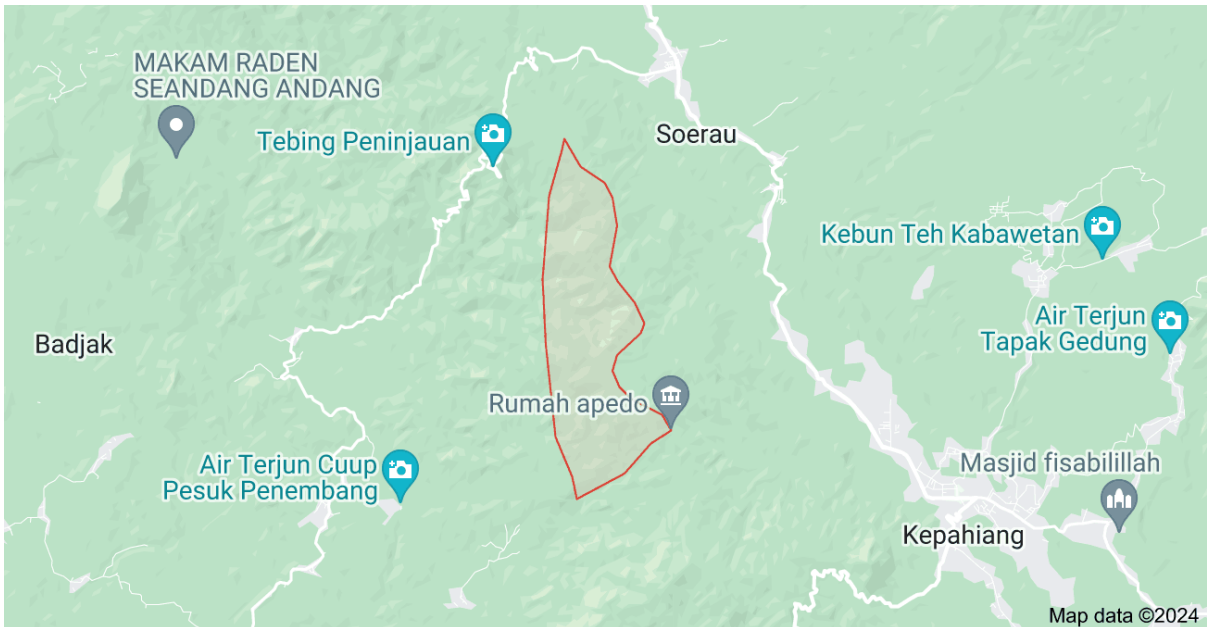 MAKAM RADEN
SEANDANG ANDANG
Tebing Peninjauan
Soerau
Kebun Teh Kabawetan
Air Terjun
Tapak Gedung
Badjak
Rumah apedo
Air Terjun Cuup
Pesuk Penembang
Masjid fisabilillah
Kepahiang
Map data ©2024